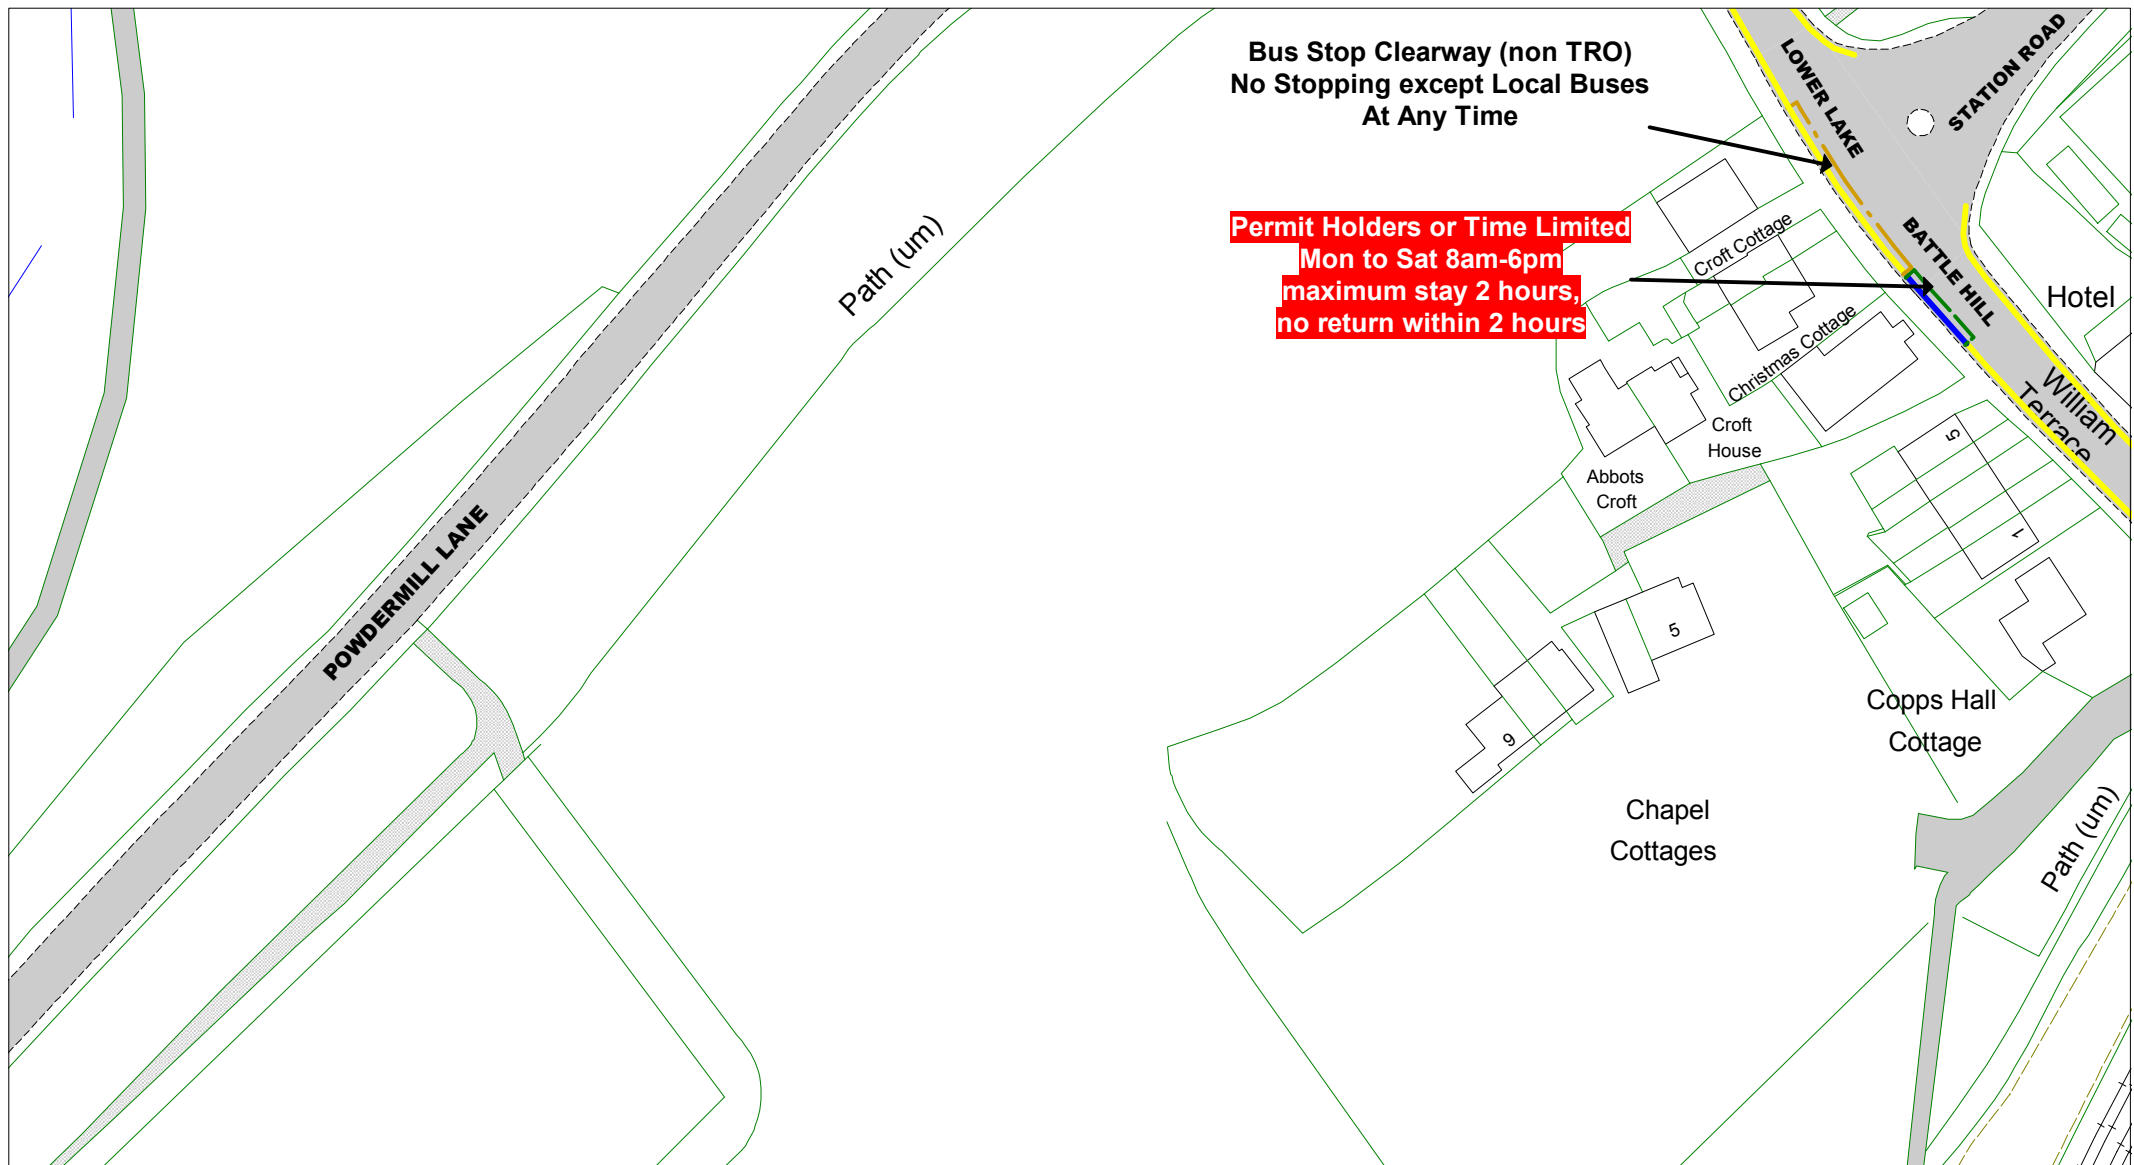 Bus Stop Clearway (non TRO)
No Stopping except Local Buses
At Any Time
LOWER LAKE
STATION ROAD
Permit Holders or Time Limited
Mon to Sat 8am-6pm
maximum stay 2 hours,
no return within 2 hours
Path (um)
Croft Cottage
BATTLE HILL
Hotel
Christmas Cottage
William
Terrace
Croft
House
Abbots
Croft
5
1
POWDERMILL LANE
5
9
Copps Hall
Cottage
Chapel
Cottages
Path (um)